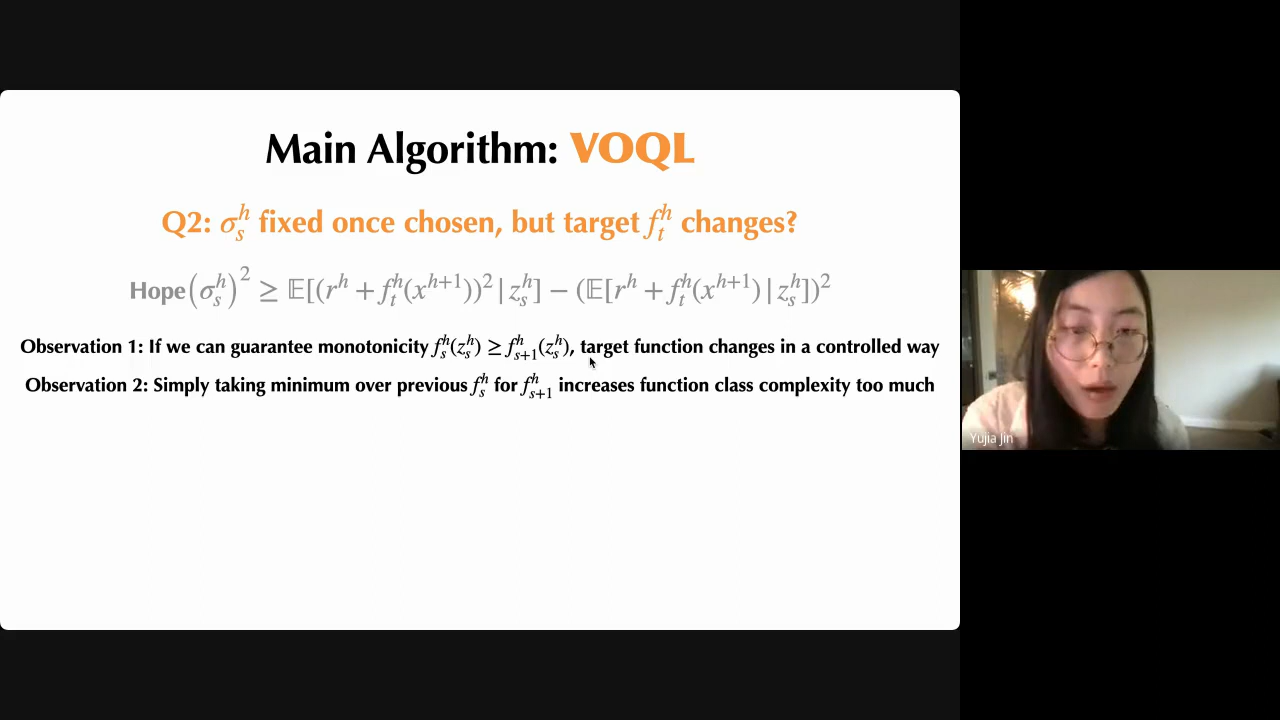 Main Algorithm: VOQL
Q2: σ_s^h fixed once chosen, but target f_t^h changes?
Hope (σ_s^h)^2 ≥ 𝔼[(r^h + f_t^h(x^{h+1}))^2 | z_s^h] − (𝔼[r^h + f_t^h(x^{h+1}) | z_s^h])^2
Observation 1: If we can guarantee monotonicity f_s^h(z_s^h) ≥ f_{s+1}^h(z_s^h), target function changes in a controlled way
Observation 2: Simply taking minimum over previous f_s^h for f_{s+1}^h increases function class complexity too much
Yujia Jin